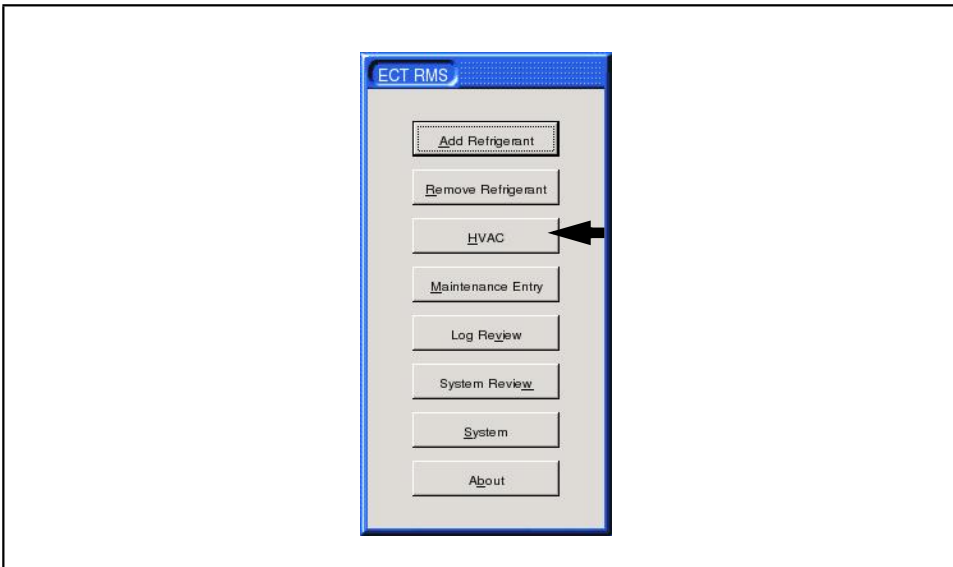 ECT RMS
Add Refrigerant
Remove Refrigerant
HVAC
Maintenance Entry
Log Review
System Review
System
About